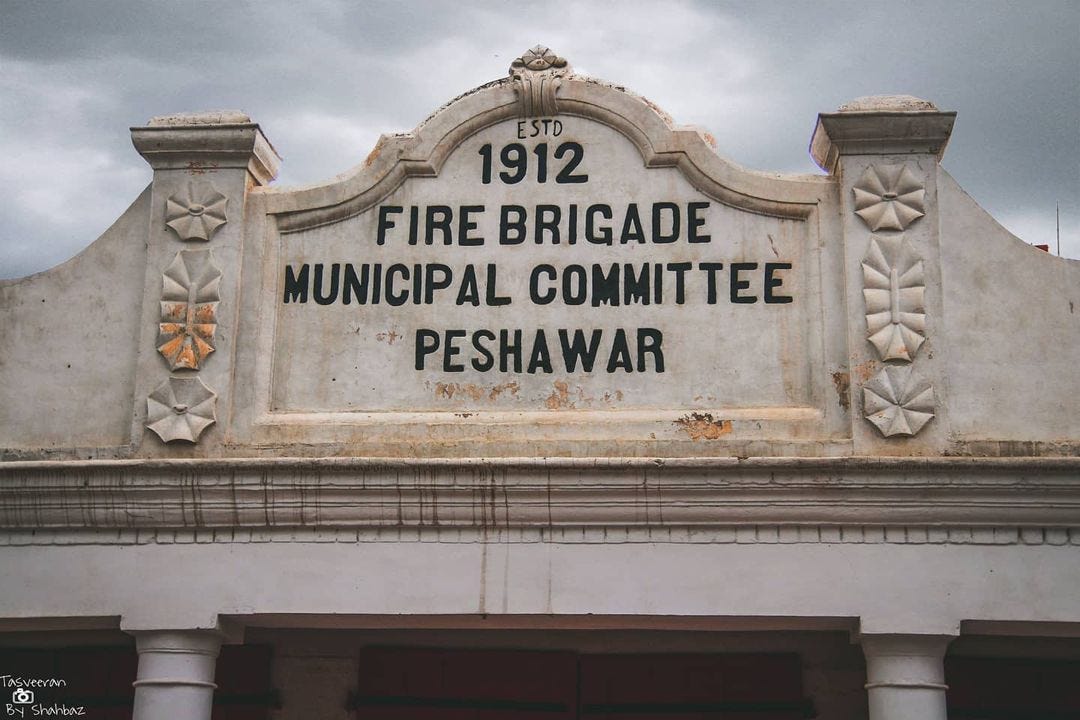 ESTD
1912
FIRE BRIGADE
MUNICIPAL COMMITTEE
PESHAWAR
Tasveeran
By Shahbaz